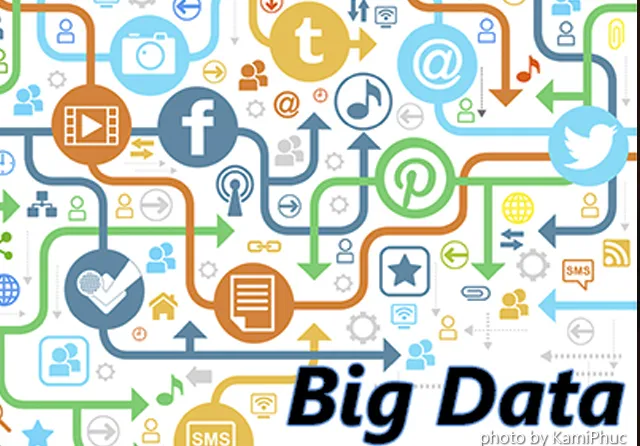 t
@
f
@
SMS
Big Data
SMS
photo by KamiPhuc